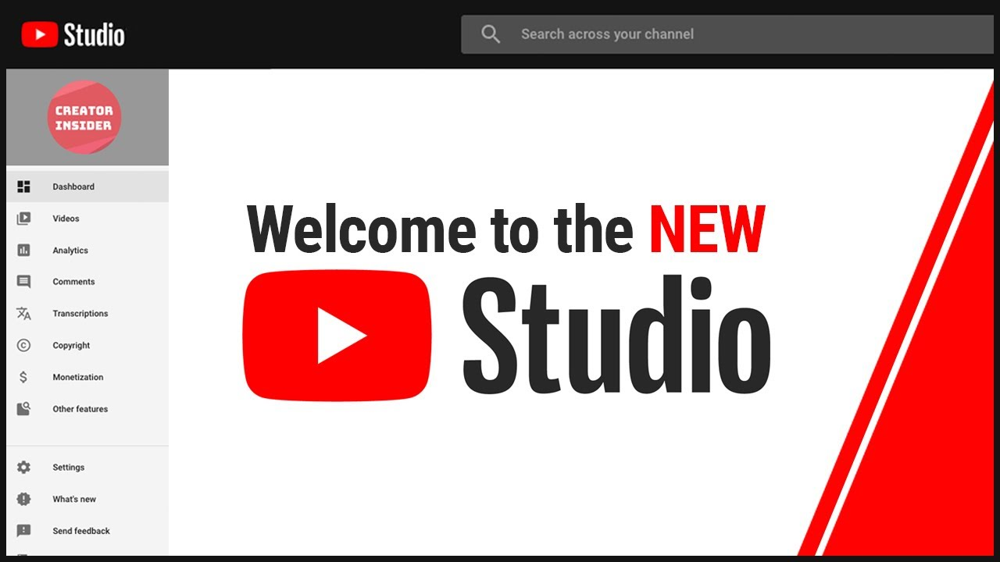 Studio
Search across your channel
CREATOR
INSIDER
Dashboard
Videos
Analytics
Comments
Transcriptions
Copyright
Monetization
Other features
Settings
What's new
Send feedback
Welcome to the NEW
Studio